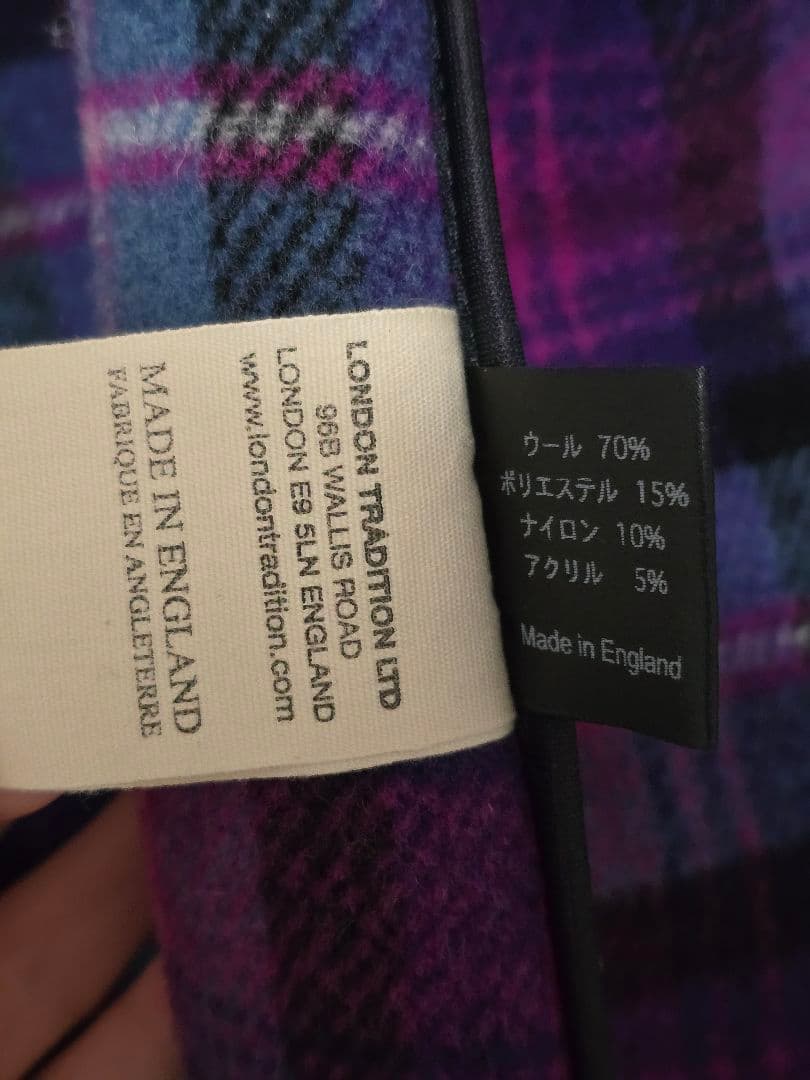 LONDON TRADITION LTD
96B WALLIS ROAD
LONDON E9 5LN ENGLAND
www.londontradition.com
MADE IN ENGLAND
FABRIQUE EN ANGLETERRE
ウール 70%
ポリエステル 15%
ナイロン 10%
アクリル 5%
Made in England